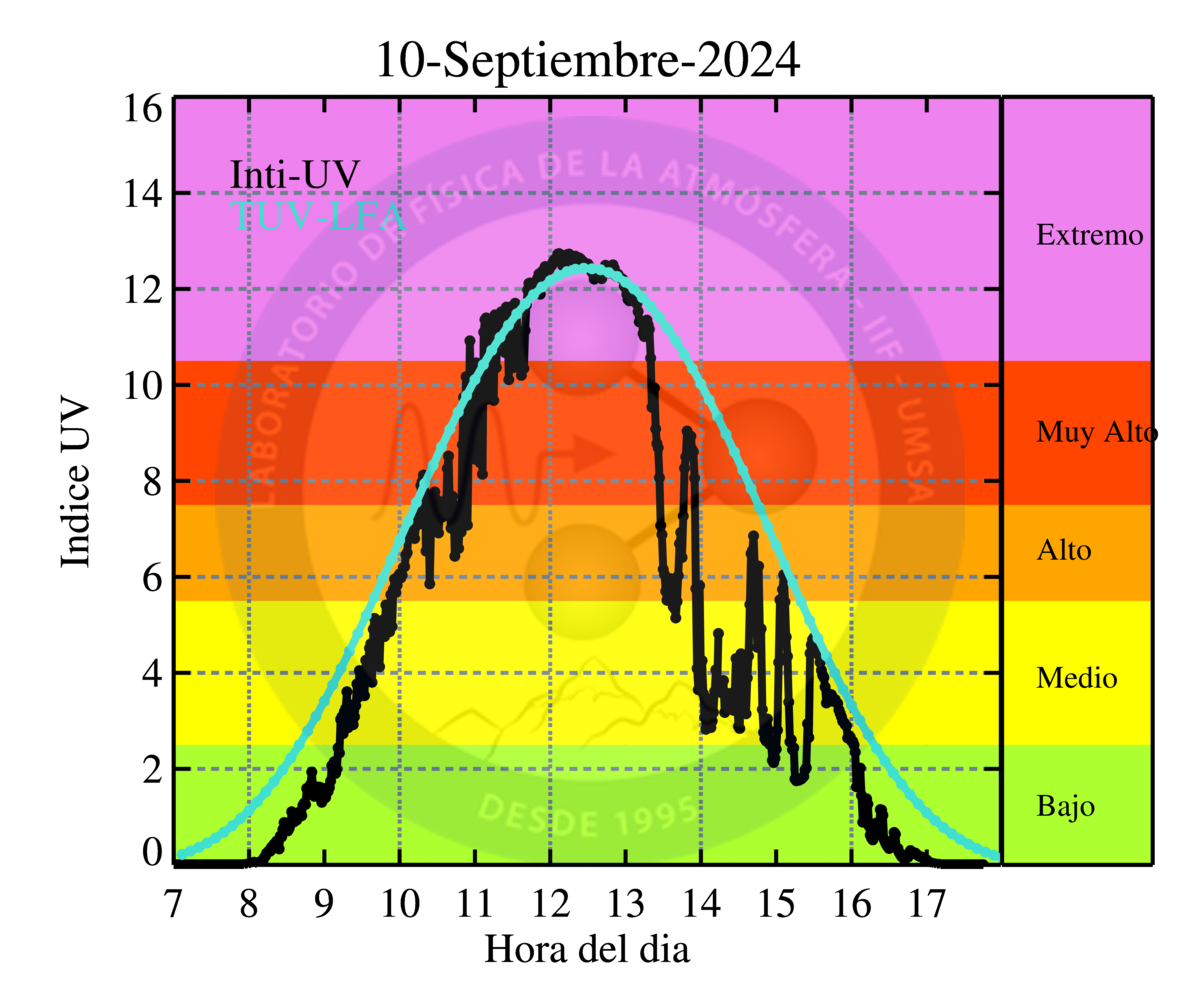 10-Septiembre-2024
16
14
12
10
8
6
4
2
0
Indice UV
Inti-UV
TUV-LFA
LABORATORIO DE FÍSICA DE LA ATMÓSFERA - IIF - UMSA
DESDE 1995
Extremo
Muy Alto
Alto
Medio
Bajo
7 8 9 10 11 12 13 14 15 16 17
Hora del dia